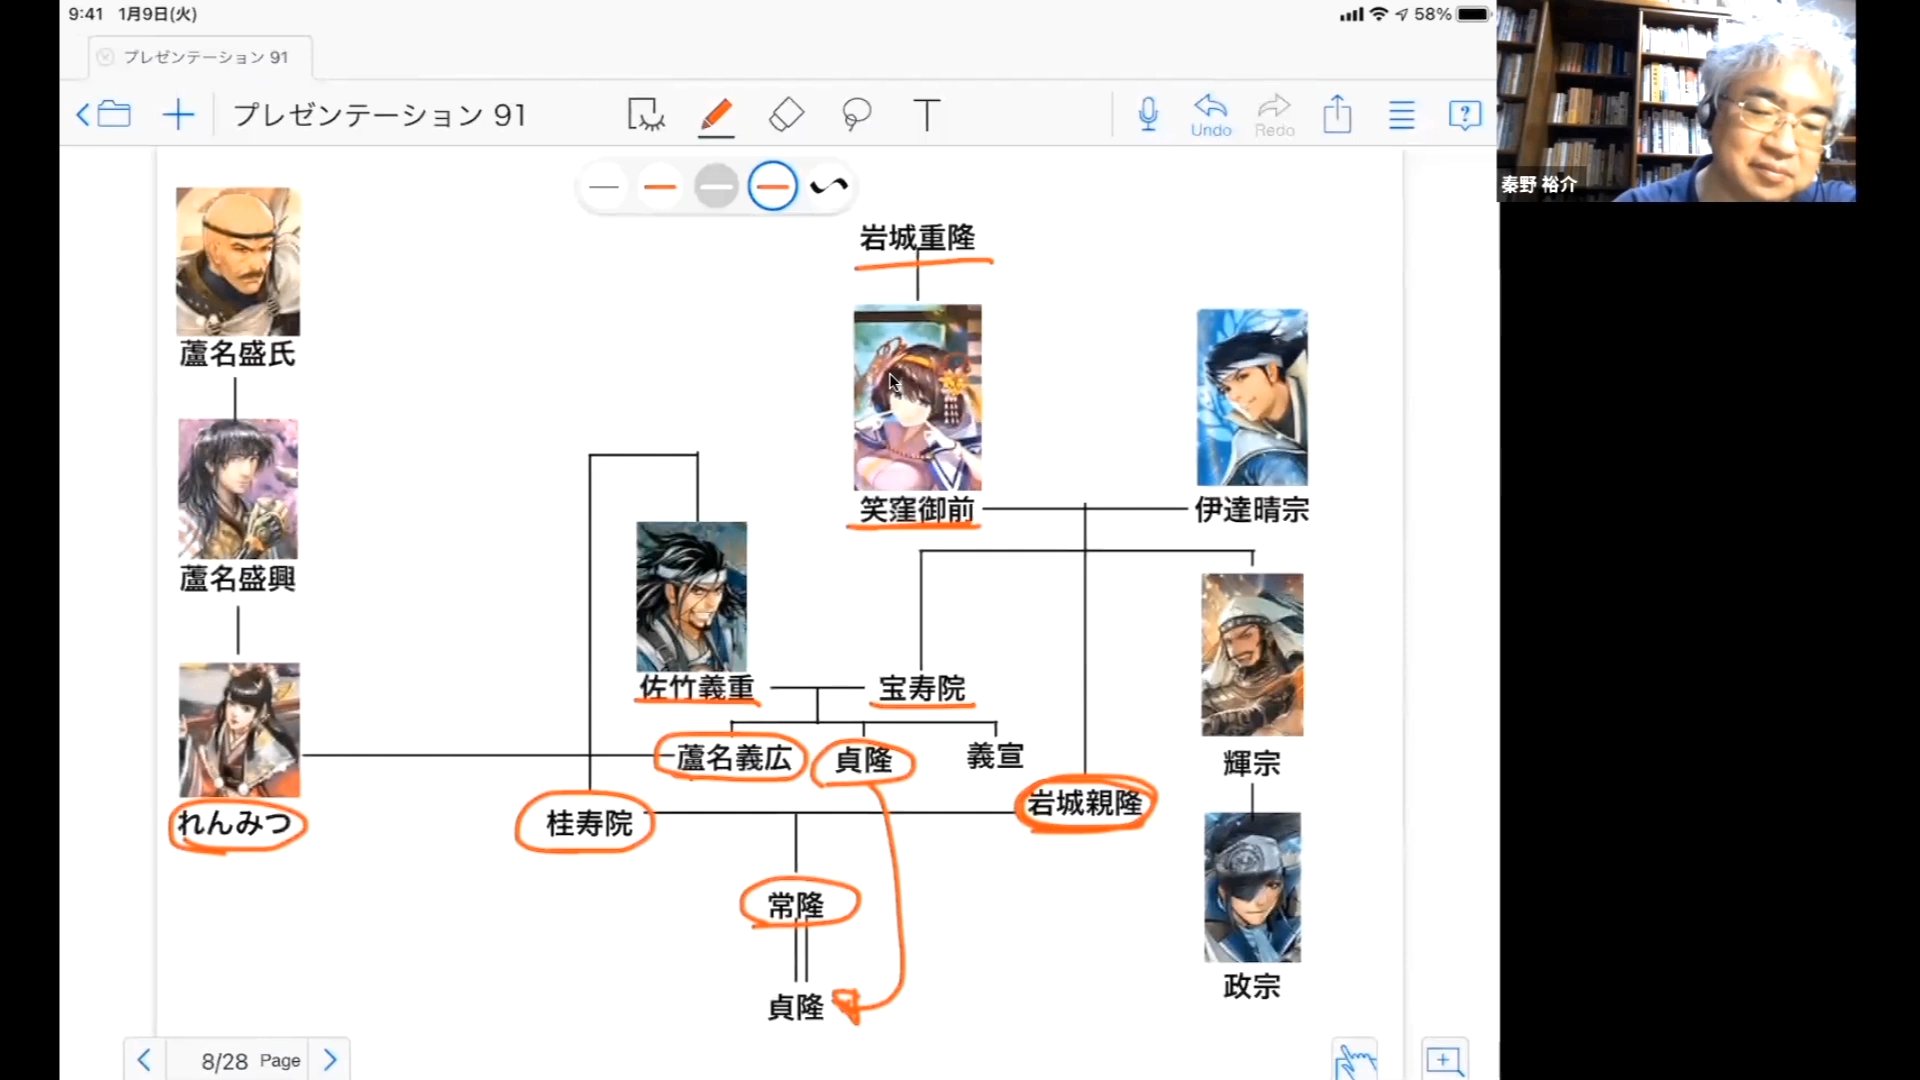 9:41 1月9日(火)
58%
プレゼンテーション 91
プレゼンテーション 91
T
Undo
Redo
秦野 裕介
岩城重隆
蘆名盛氏
笑窪御前
伊達晴宗
蘆名盛興
佐竹義重
宝寿院
蘆名義広
貞隆
義宣
輝宗
れんみつ
桂寿院
岩城親隆
常隆
貞隆
政宗
8/28 Page